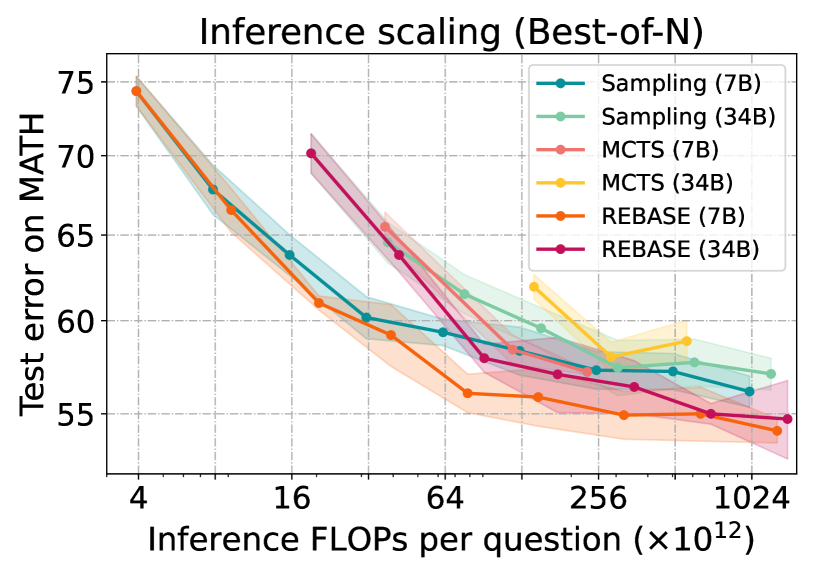 Inference scaling (Best-of-N)
Test error on MATH
75
70
65
60
55
Sampling (7B)
Sampling (34B)
MCTS (7B)
MCTS (34B)
REBASE (7B)
REBASE (34B)
4 16 64 256 1024
Inference FLOPs per question (×10¹²)